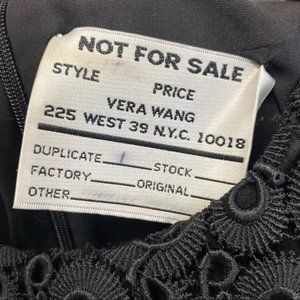 NOT FOR SALE
STYLE PRICE
VERA WANG
225 WEST 39 N.Y.C. 10018
DUPLICATE STOCK
FACTORY ORIGINAL
OTHER